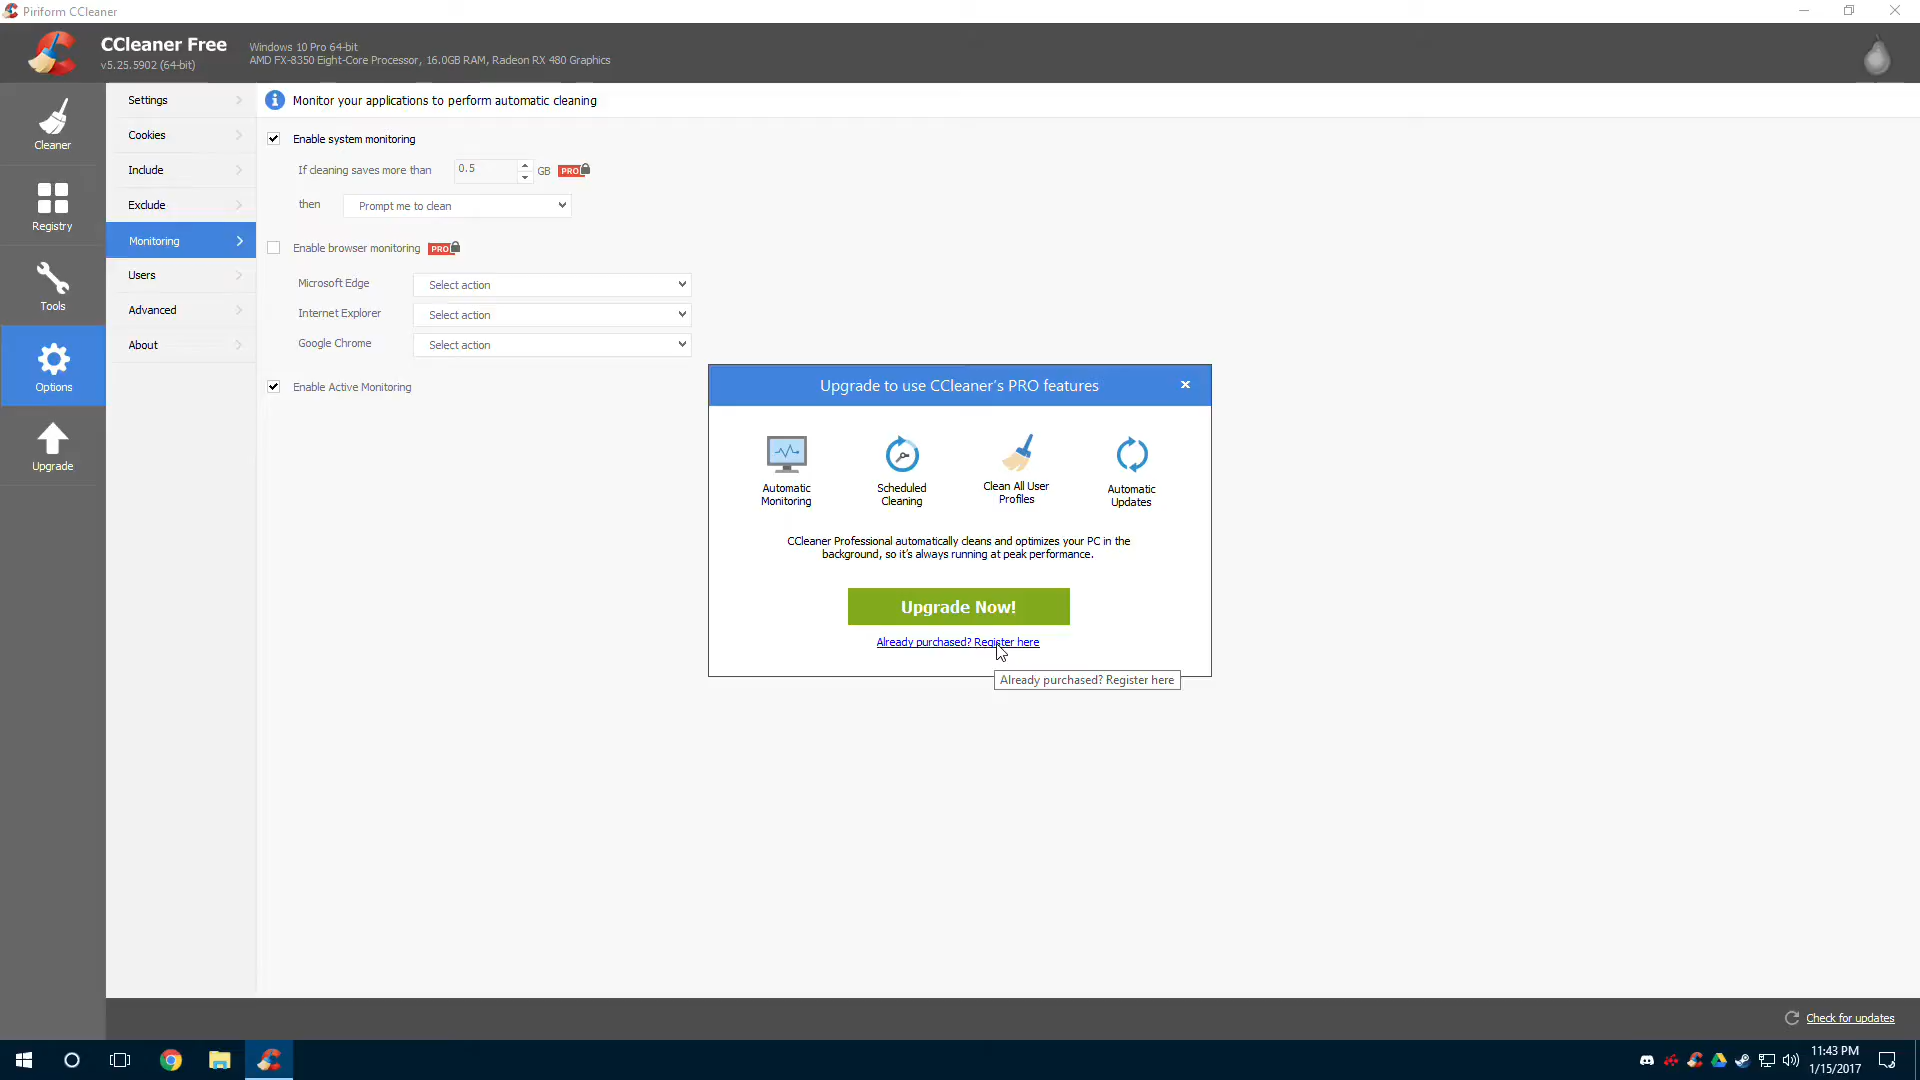 Piriform CCleaner
CCleaner Free
v5.25.5902 (64-bit)
Windows 10 Pro 64-bit
AMD FX-8350 Eight-Core Processor, 16.0GB RAM, Radeon RX 480 Graphics
Cleaner
Registry
Tools
Options
Upgrade
Settings
Cookies
Include
Exclude
Monitoring
Users
Advanced
About
Monitor your applications to perform automatic cleaning
Enable system monitoring
If cleaning saves more than 0.5 GB PRO
then Prompt me to clean
Enable browser monitoring PRO
Microsoft Edge Select action
Internet Explorer Select action
Google Chrome Select action
Enable Active Monitoring
Upgrade to use CCleaner's PRO features
Automatic
Monitoring
Scheduled
Cleaning
Clean All User
Profiles
Automatic
Updates
CCleaner Professional automatically cleans and optimizes your PC in the
background, so it's always running at peak performance.
Upgrade Now!
Already purchased? Register here
Already purchased? Register here
Check for updates
11:43 PM
1/15/2017